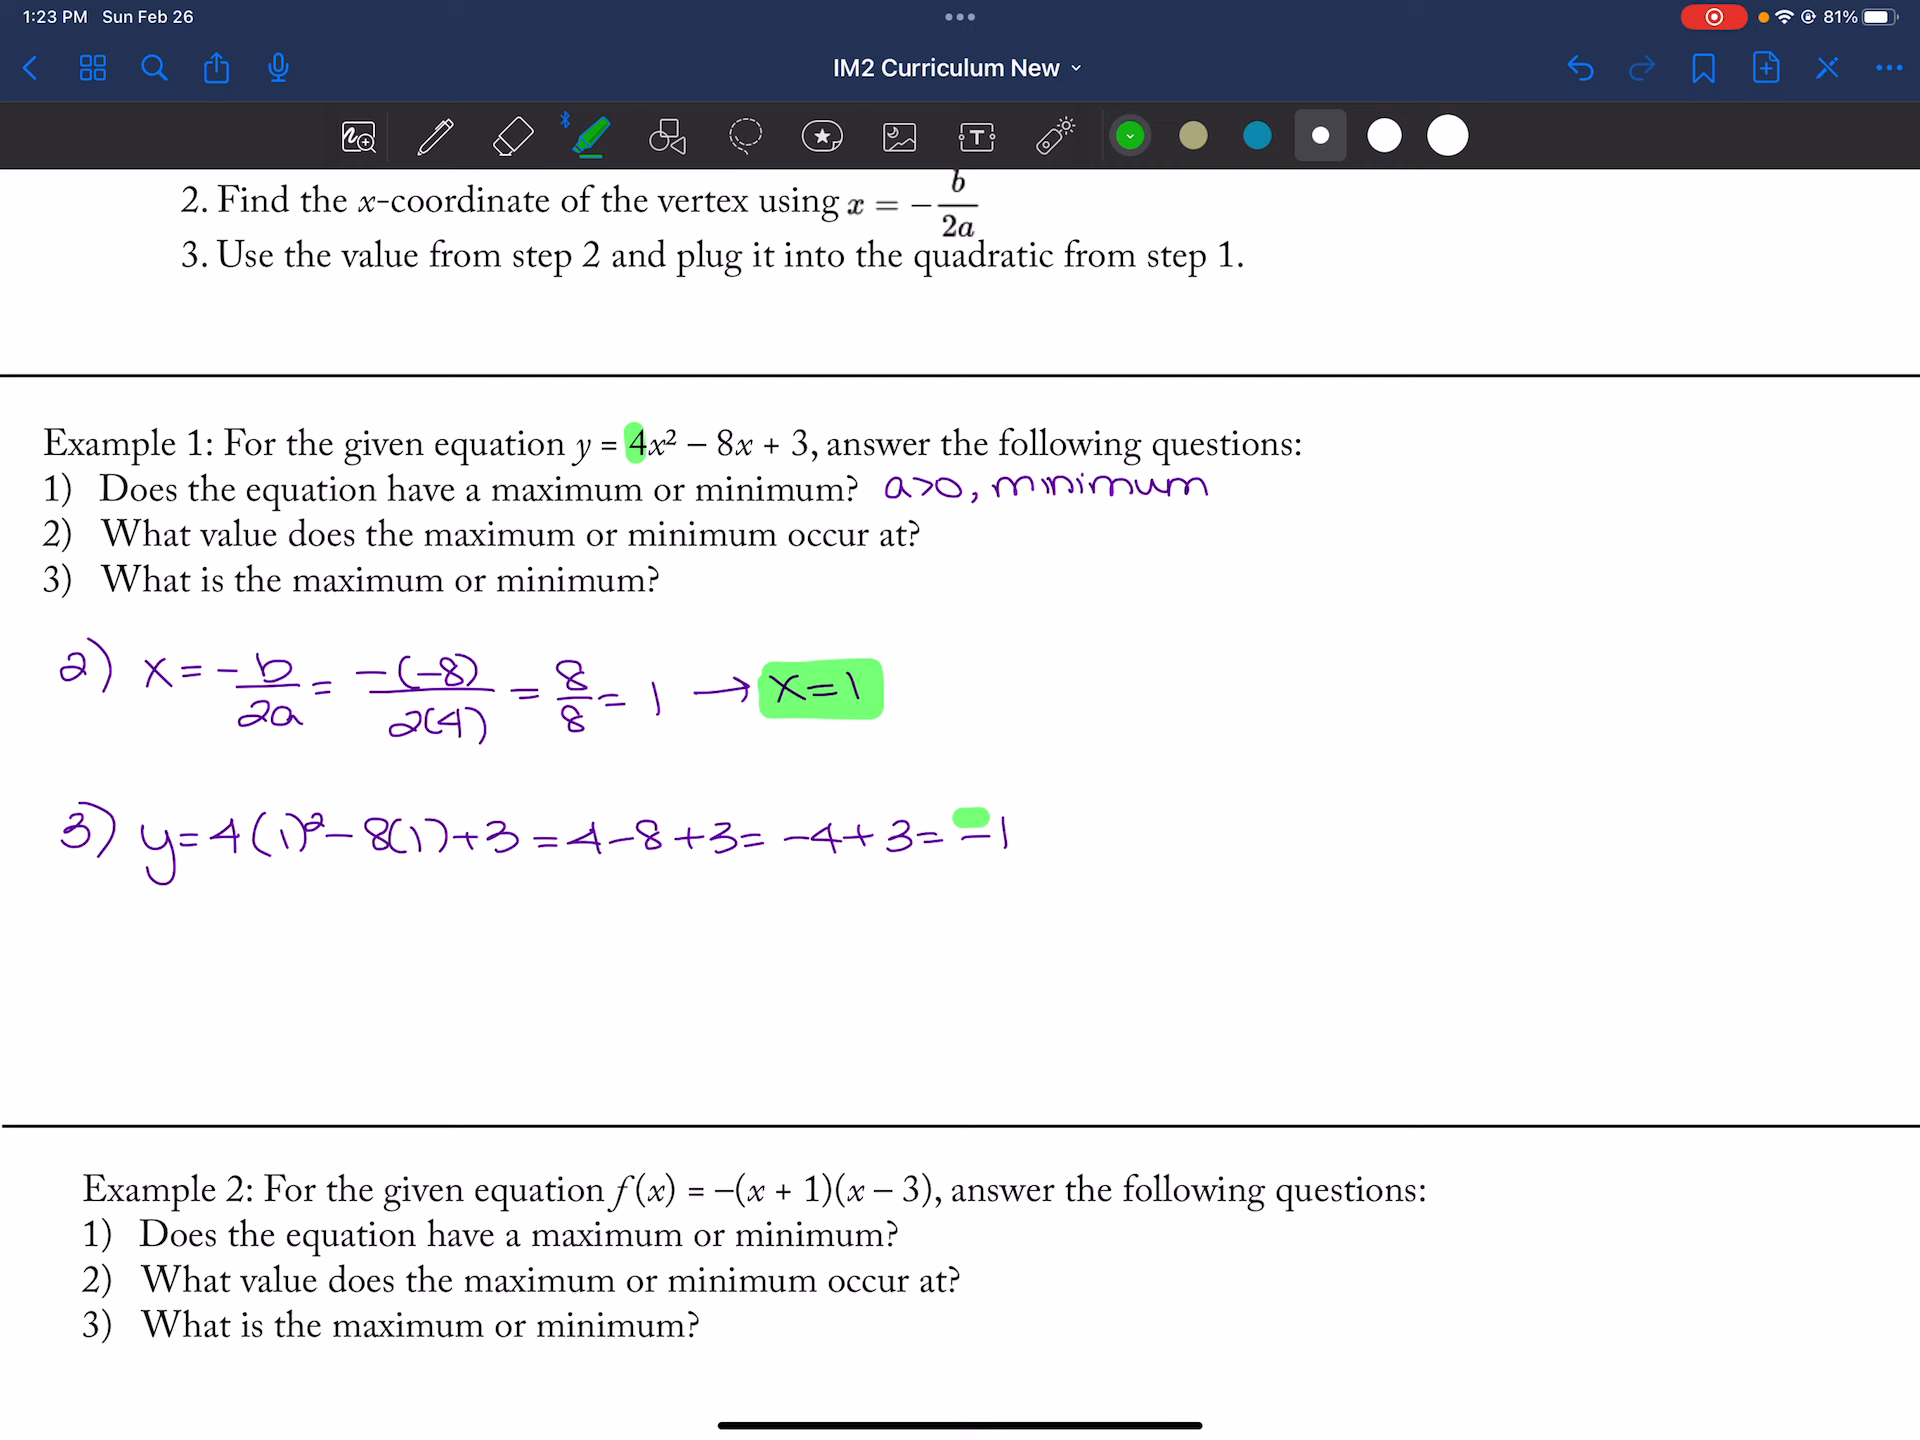 1:23 PM Sun Feb 26
81%
IM2 Curriculum New
2. Find the x-coordinate of the vertex using x = −b/2a
3. Use the value from step 2 and plug it into the quadratic from step 1.
Example 1: For the given equation y = 4x² − 8x + 3, answer the following questions:
1) Does the equation have a maximum or minimum? a>0, minimum
2) What value does the maximum or minimum occur at?
3) What is the maximum or minimum?
2) x = -b/2a = -(-8)/2(4) = 8/8 = 1 → x=1
3) y=4(1)²-8(1)+3=4-8+3=-4+3=-1
Example 2: For the given equation f(x) = −(x + 1)(x − 3), answer the following questions:
1) Does the equation have a maximum or minimum?
2) What value does the maximum or minimum occur at?
3) What is the maximum or minimum?